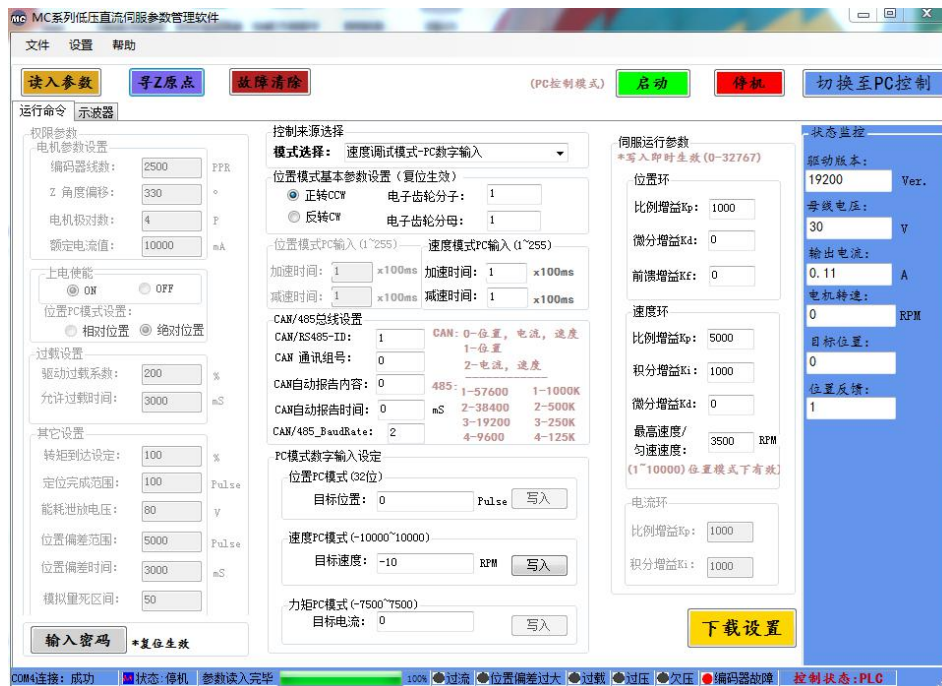 MC系列低压直流伺服参数管理软件
文件 设置 帮助
读入参数 寻Z原点 故障清除 (PC控制模式) 启动 停机 切换至PC控制
运行命令 示波器
权限参数
电机参数设置
编码器线数: 2500 PPR
Z 角度偏移: 330 °
电机极对数: 4 P
额定电流值: 10000 mA
上电使能
ON OFF
位置PC模式设置:
相对位置 绝对位置
过载设置
驱动过载系数: 200 %
允许过载时间: 3000 mS
其它设置
转矩到达设定: 100 %
定位完成范围: 100 Pulse
能耗泄放电压: 80 V
位置偏差范围: 5000 Pulse
位置偏差时间: 3000 mS
模拟量死区间: 50
输入密码 *复位生效
控制来源选择
模式选择: 速度调试模式-PC数字输入
位置模式基本参数设置（复位生效）
正转CCW 电子齿轮分子: 1
反转CW 电子齿轮分母: 1
位置模式PC输入(1~255) 速度模式PC输入(1~255)
加速时间: 1 x100ms 加速时间: 1 x100ms
减速时间: 1 x100ms 减速时间: 1 x100ms
CAN/485总线设置
CAN/RS485-ID: 1
CAN 通讯组号: 0
CAN自动报告内容: 0
CAN自动报告时间: 0 mS
CAN/485_BaudRate: 2
CAN: 0-位置, 电流, 速度
1-位置
2-电流, 速度
485: 1-57600 1-1000K
2-38400 2-500K
3-19200 3-250K
4-9600 4-125K
PC模式数字输入设定
位置PC模式(32位)
目标位置: 0 Pulse 写入
速度PC模式(-10000~10000)
目标速度: -10 RPM 写入
力矩PC模式(-7500~7500)
目标电流: 0 写入
伺服运行参数
*写入即时生效(0-32767)
位置环
比例增益Kp: 1000
微分增益Kd: 0
前馈增益Kf: 0
速度环
比例增益Kp: 5000
积分增益Ki: 1000
微分增益Kd: 0
最高速度/
匀速速度: 3500 RPM
(1~10000)位置模式下有效)
电流环
比例增益Kp: 1000
积分增益Ki: 1000
下载设置
状态监控
驱动版本:
19200 Ver.
母线电压:
30 V
输出电流:
0.11 A
电机转速:
0 RPM
目标位置:
0
位置反馈:
1
COM4连接: 成功 状态:停机 参数读入完毕 100% 过流 位置偏差过大 过载 过压 欠压 编码器故障 控制状态:PLC